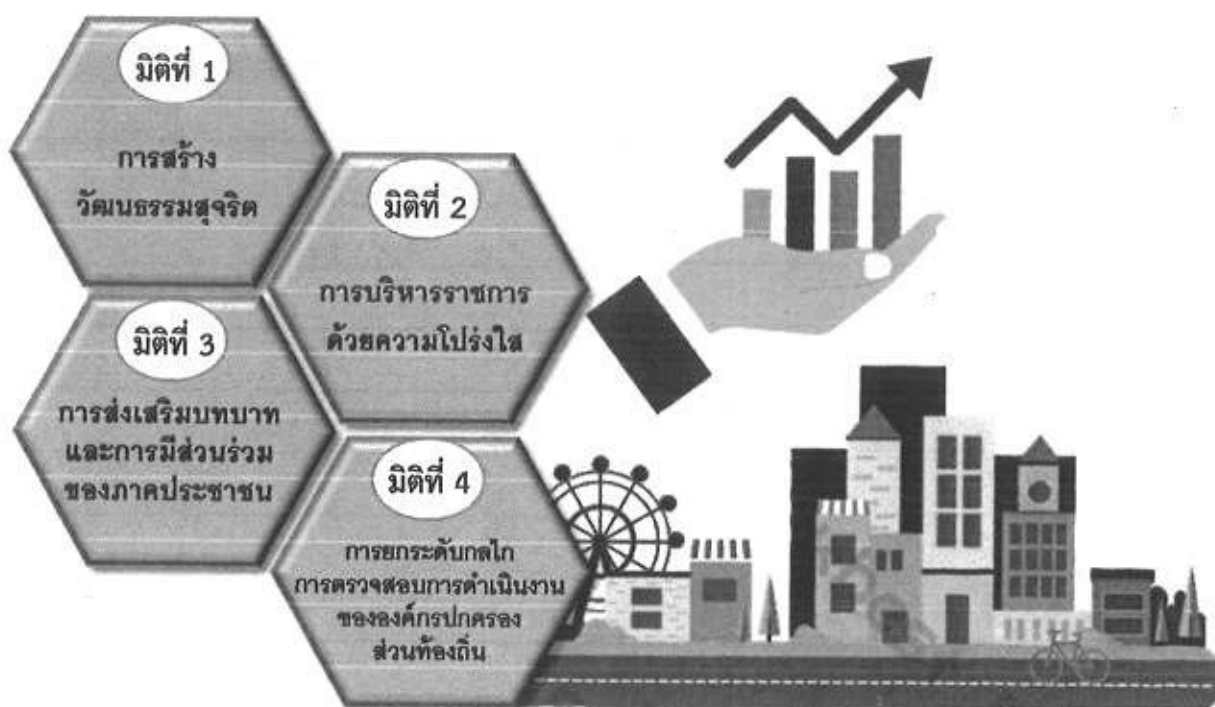 มิติที่ 1
การสร้าง
วัฒนธรรมสุจริต
มิติที่ 2
การบริหารราชการ
ด้วยความโปร่งใส
มิติที่ 3
การส่งเสริมบทบาท
และการมีส่วนร่วม
ของภาคประชาชน
มิติที่ 4
การยกระดับกลไก
การตรวจสอบการดำเนินงาน
ขององค์กรปกครอง
ส่วนท้องถิ่น